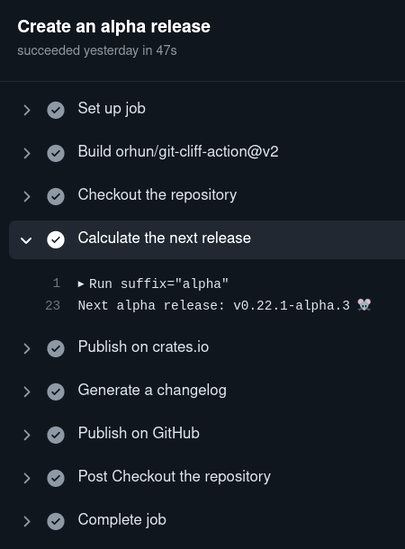 Create an alpha release
succeeded yesterday in 47s
Set up job
Build orhun/git-cliff-action@v2
Checkout the repository
Calculate the next release
1 ▸ Run suffix="alpha"
23 Next alpha release: v0.22.1-alpha.3 🐭
Publish on crates.io
Generate a changelog
Publish on GitHub
Post Checkout the repository
Complete job